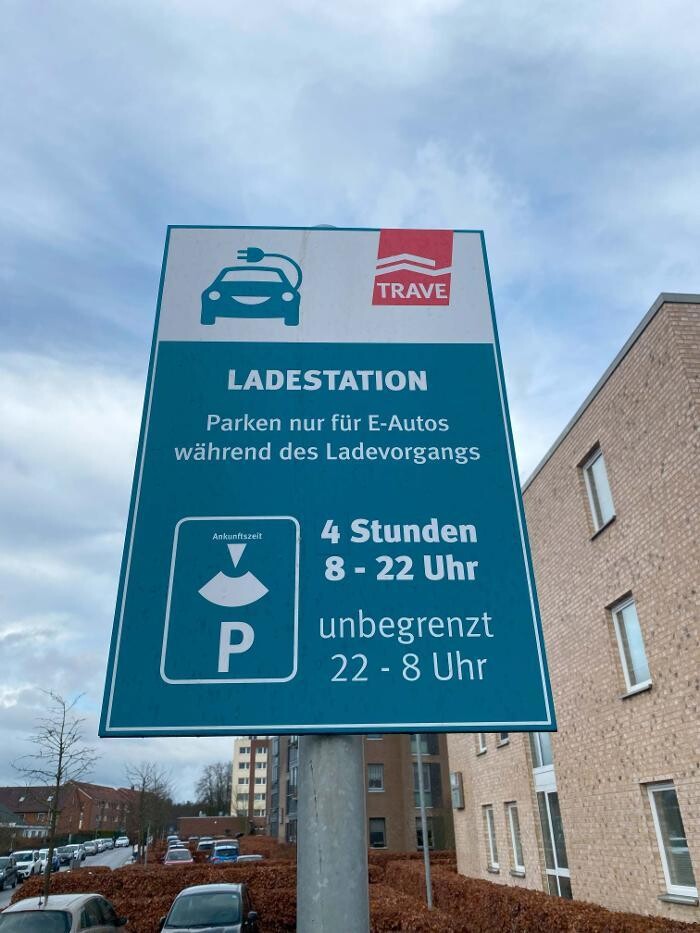 TRAVE
LADESTATION
Parken nur für E-Autos
während des Ladevorgangs
Ankunftszeit
P
4 Stunden
8 - 22 Uhr
unbegrenzt
22 - 8 Uhr